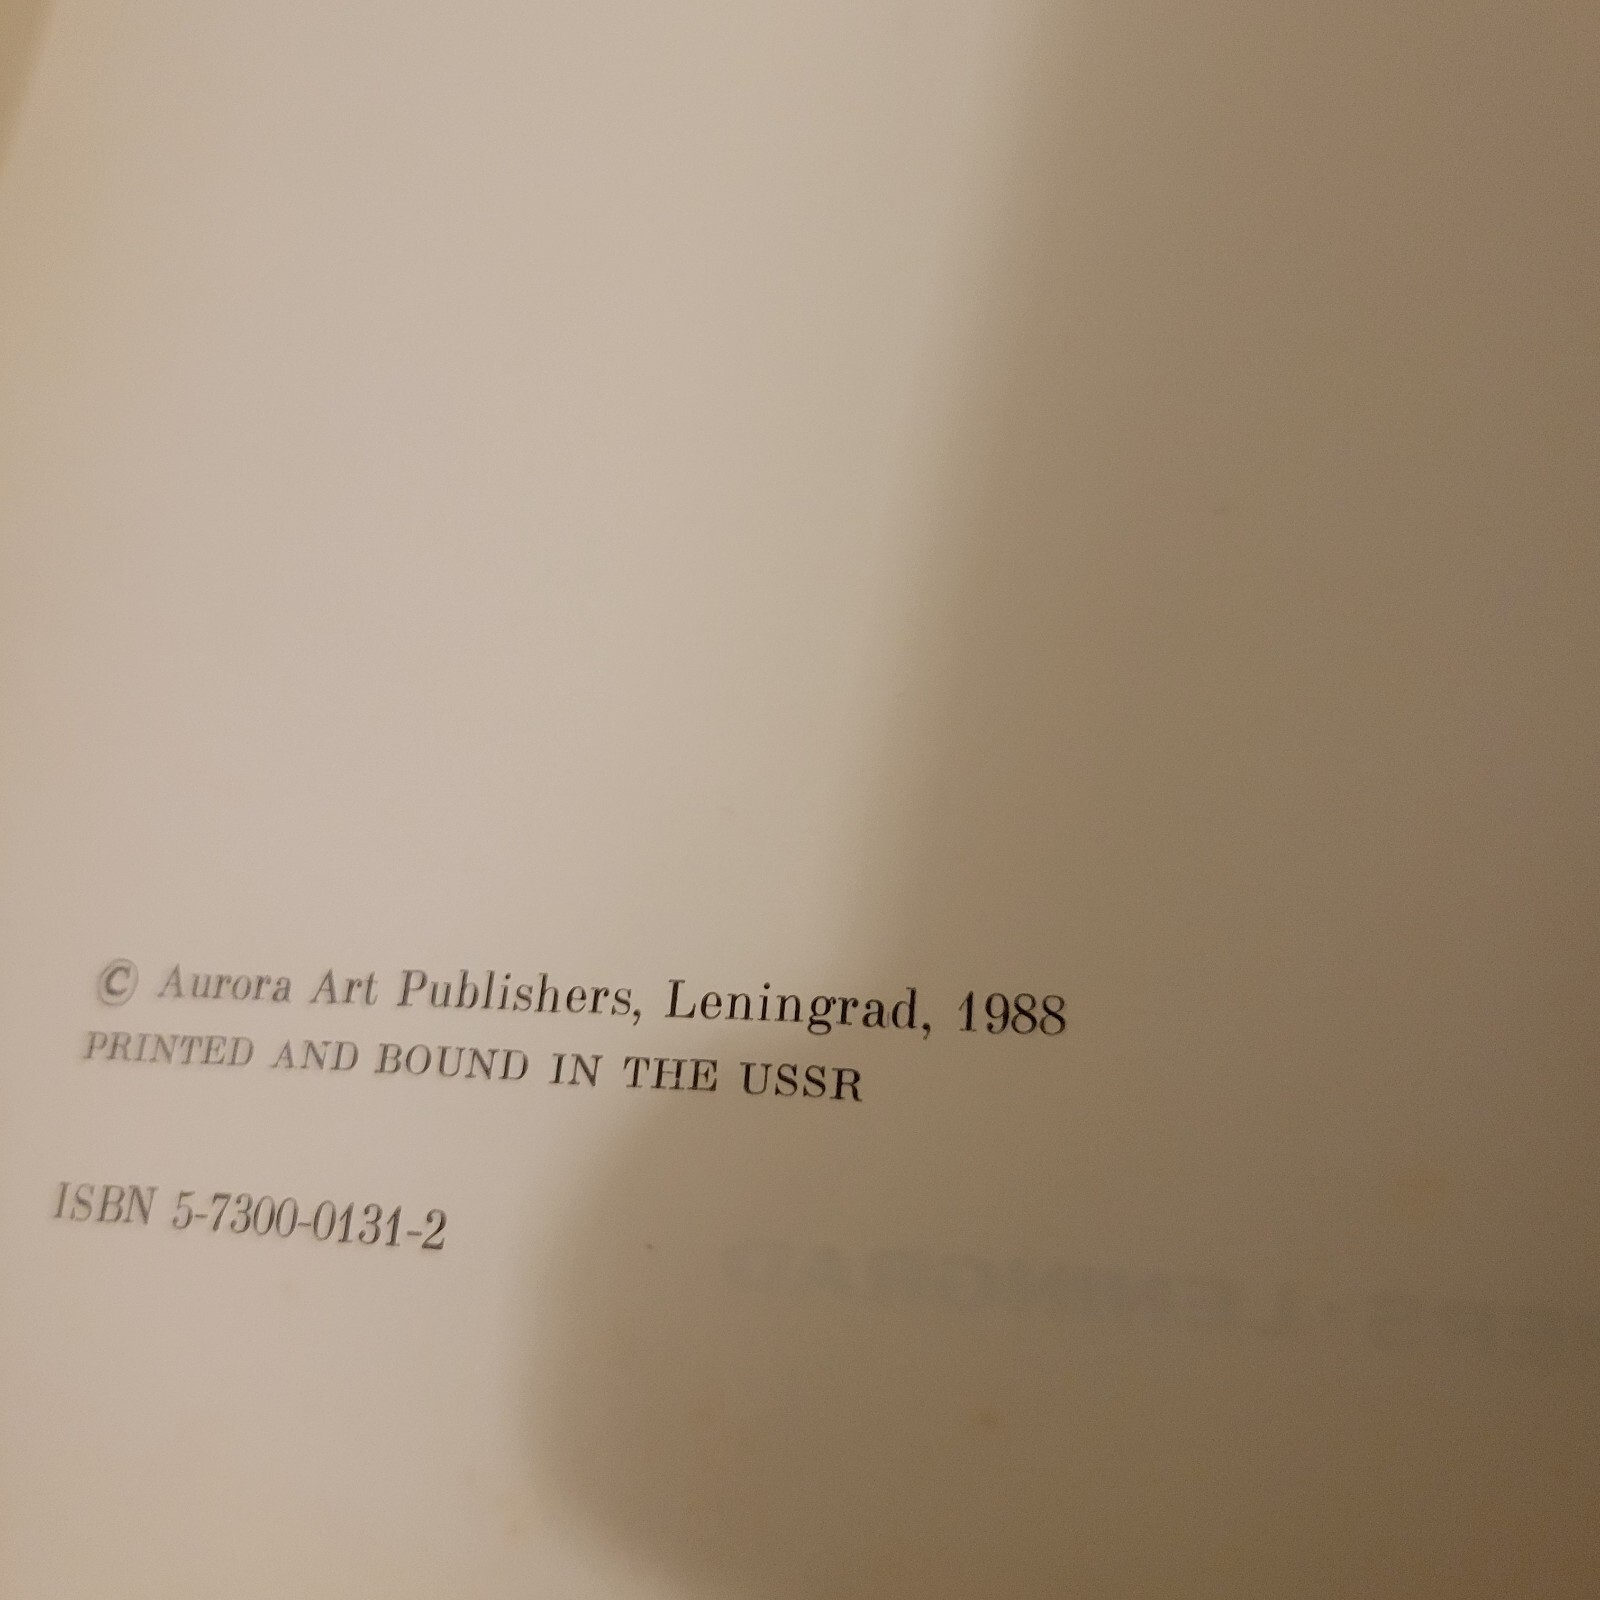 © Aurora Art Publishers, Leningrad, 1988
PRINTED AND BOUND IN THE USSR
ISBN 5-7300-0131-2